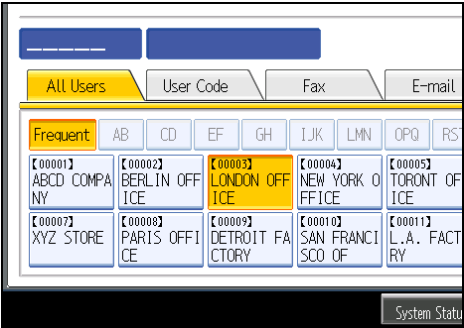 _____
All Users User Code Fax E-mail
Frequent AB CD EF GH IJK LMN OPQ RST
【00001】 【00002】 【00003】 【00004】 【00005】
ABCD COMPA BERLIN OFF LONDON OFF NEW YORK O TORONT OF
NY ICE ICE FFICE ICE
【00007】 【00008】 【00009】 【00010】 【00011】
XYZ STORE PARIS OFFI DETROIT FA SAN FRANCI L.A. FACT
CE CTORY SCO OF RY
System Statu